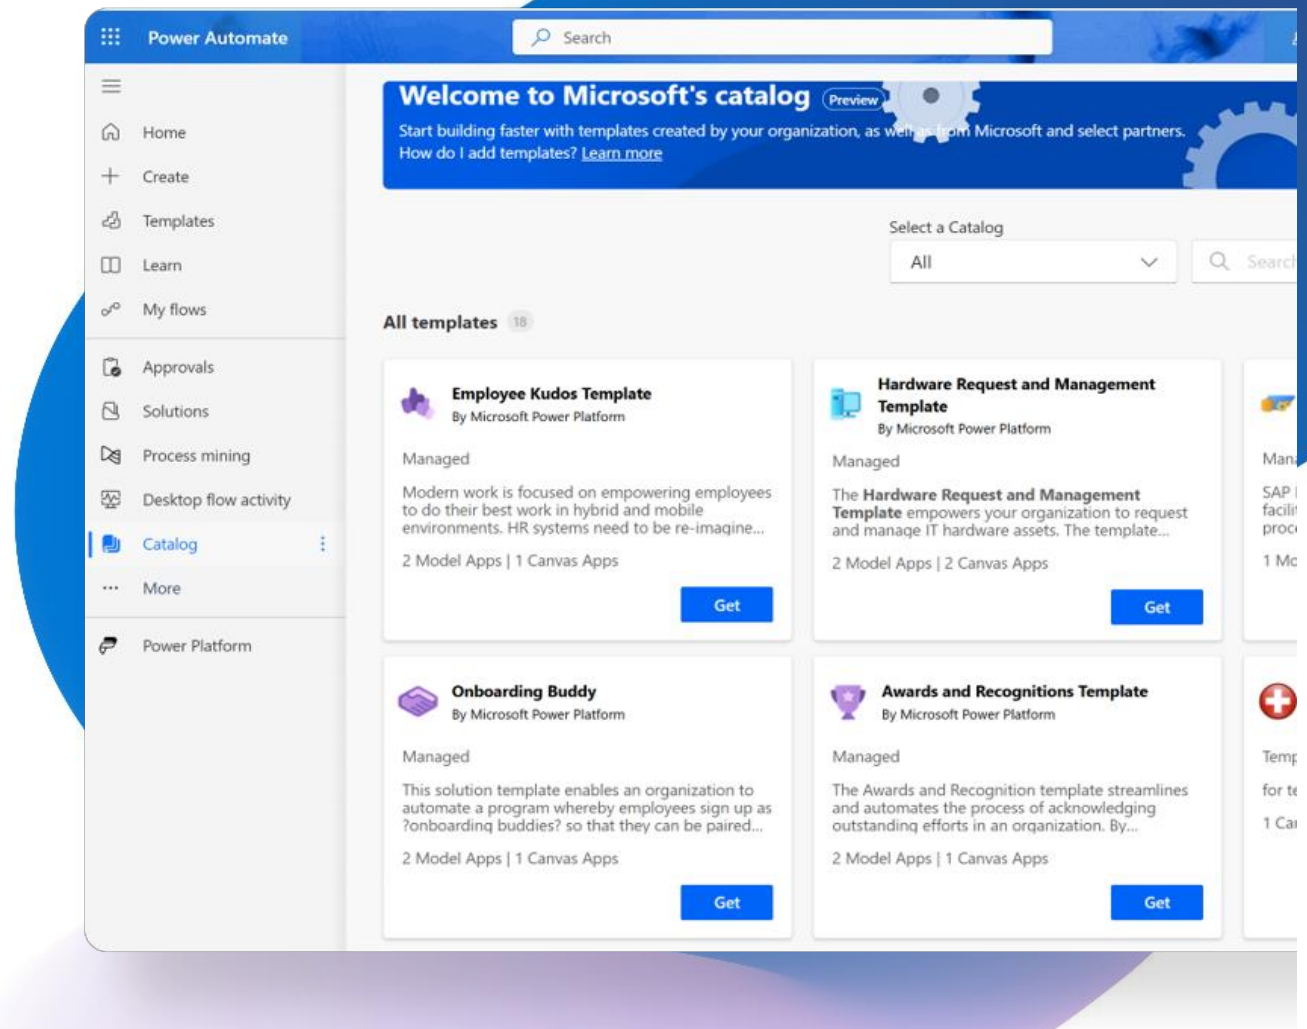 Power Automate
Search
Home
Create
Templates
Learn
My flows
Approvals
Solutions
Process mining
Desktop flow activity
Catalog
More
Power Platform
Welcome to Microsoft's catalog Preview
Start building faster with templates created by your organization, as well as from Microsoft and select partners.
How do I add templates? Learn more
Select a Catalog
All
Search
All templates 18
Employee Kudos Template
By Microsoft Power Platform
Managed
Modern work is focused on empowering employees
to do their best work in hybrid and mobile
environments. HR systems need to be re-imagine...
2 Model Apps | 1 Canvas Apps
Get
Hardware Request and Management
Template
By Microsoft Power Platform
Managed
The Hardware Request and Management
Template empowers your organization to request
and manage IT hardware assets. The template...
2 Model Apps | 2 Canvas Apps
Get
SAP
Onboarding Buddy
By Microsoft Power Platform
Managed
This solution template enables an organization to
automate a program whereby employees sign up as
?onboarding buddies? so that they can be paired...
2 Model Apps | 1 Canvas Apps
Get
Awards and Recognitions Template
By Microsoft Power Platform
Managed
The Awards and Recognition template streamlines
and automates the process of acknowledging
outstanding efforts in an organization. By...
2 Model Apps | 1 Canvas Apps
Get
for